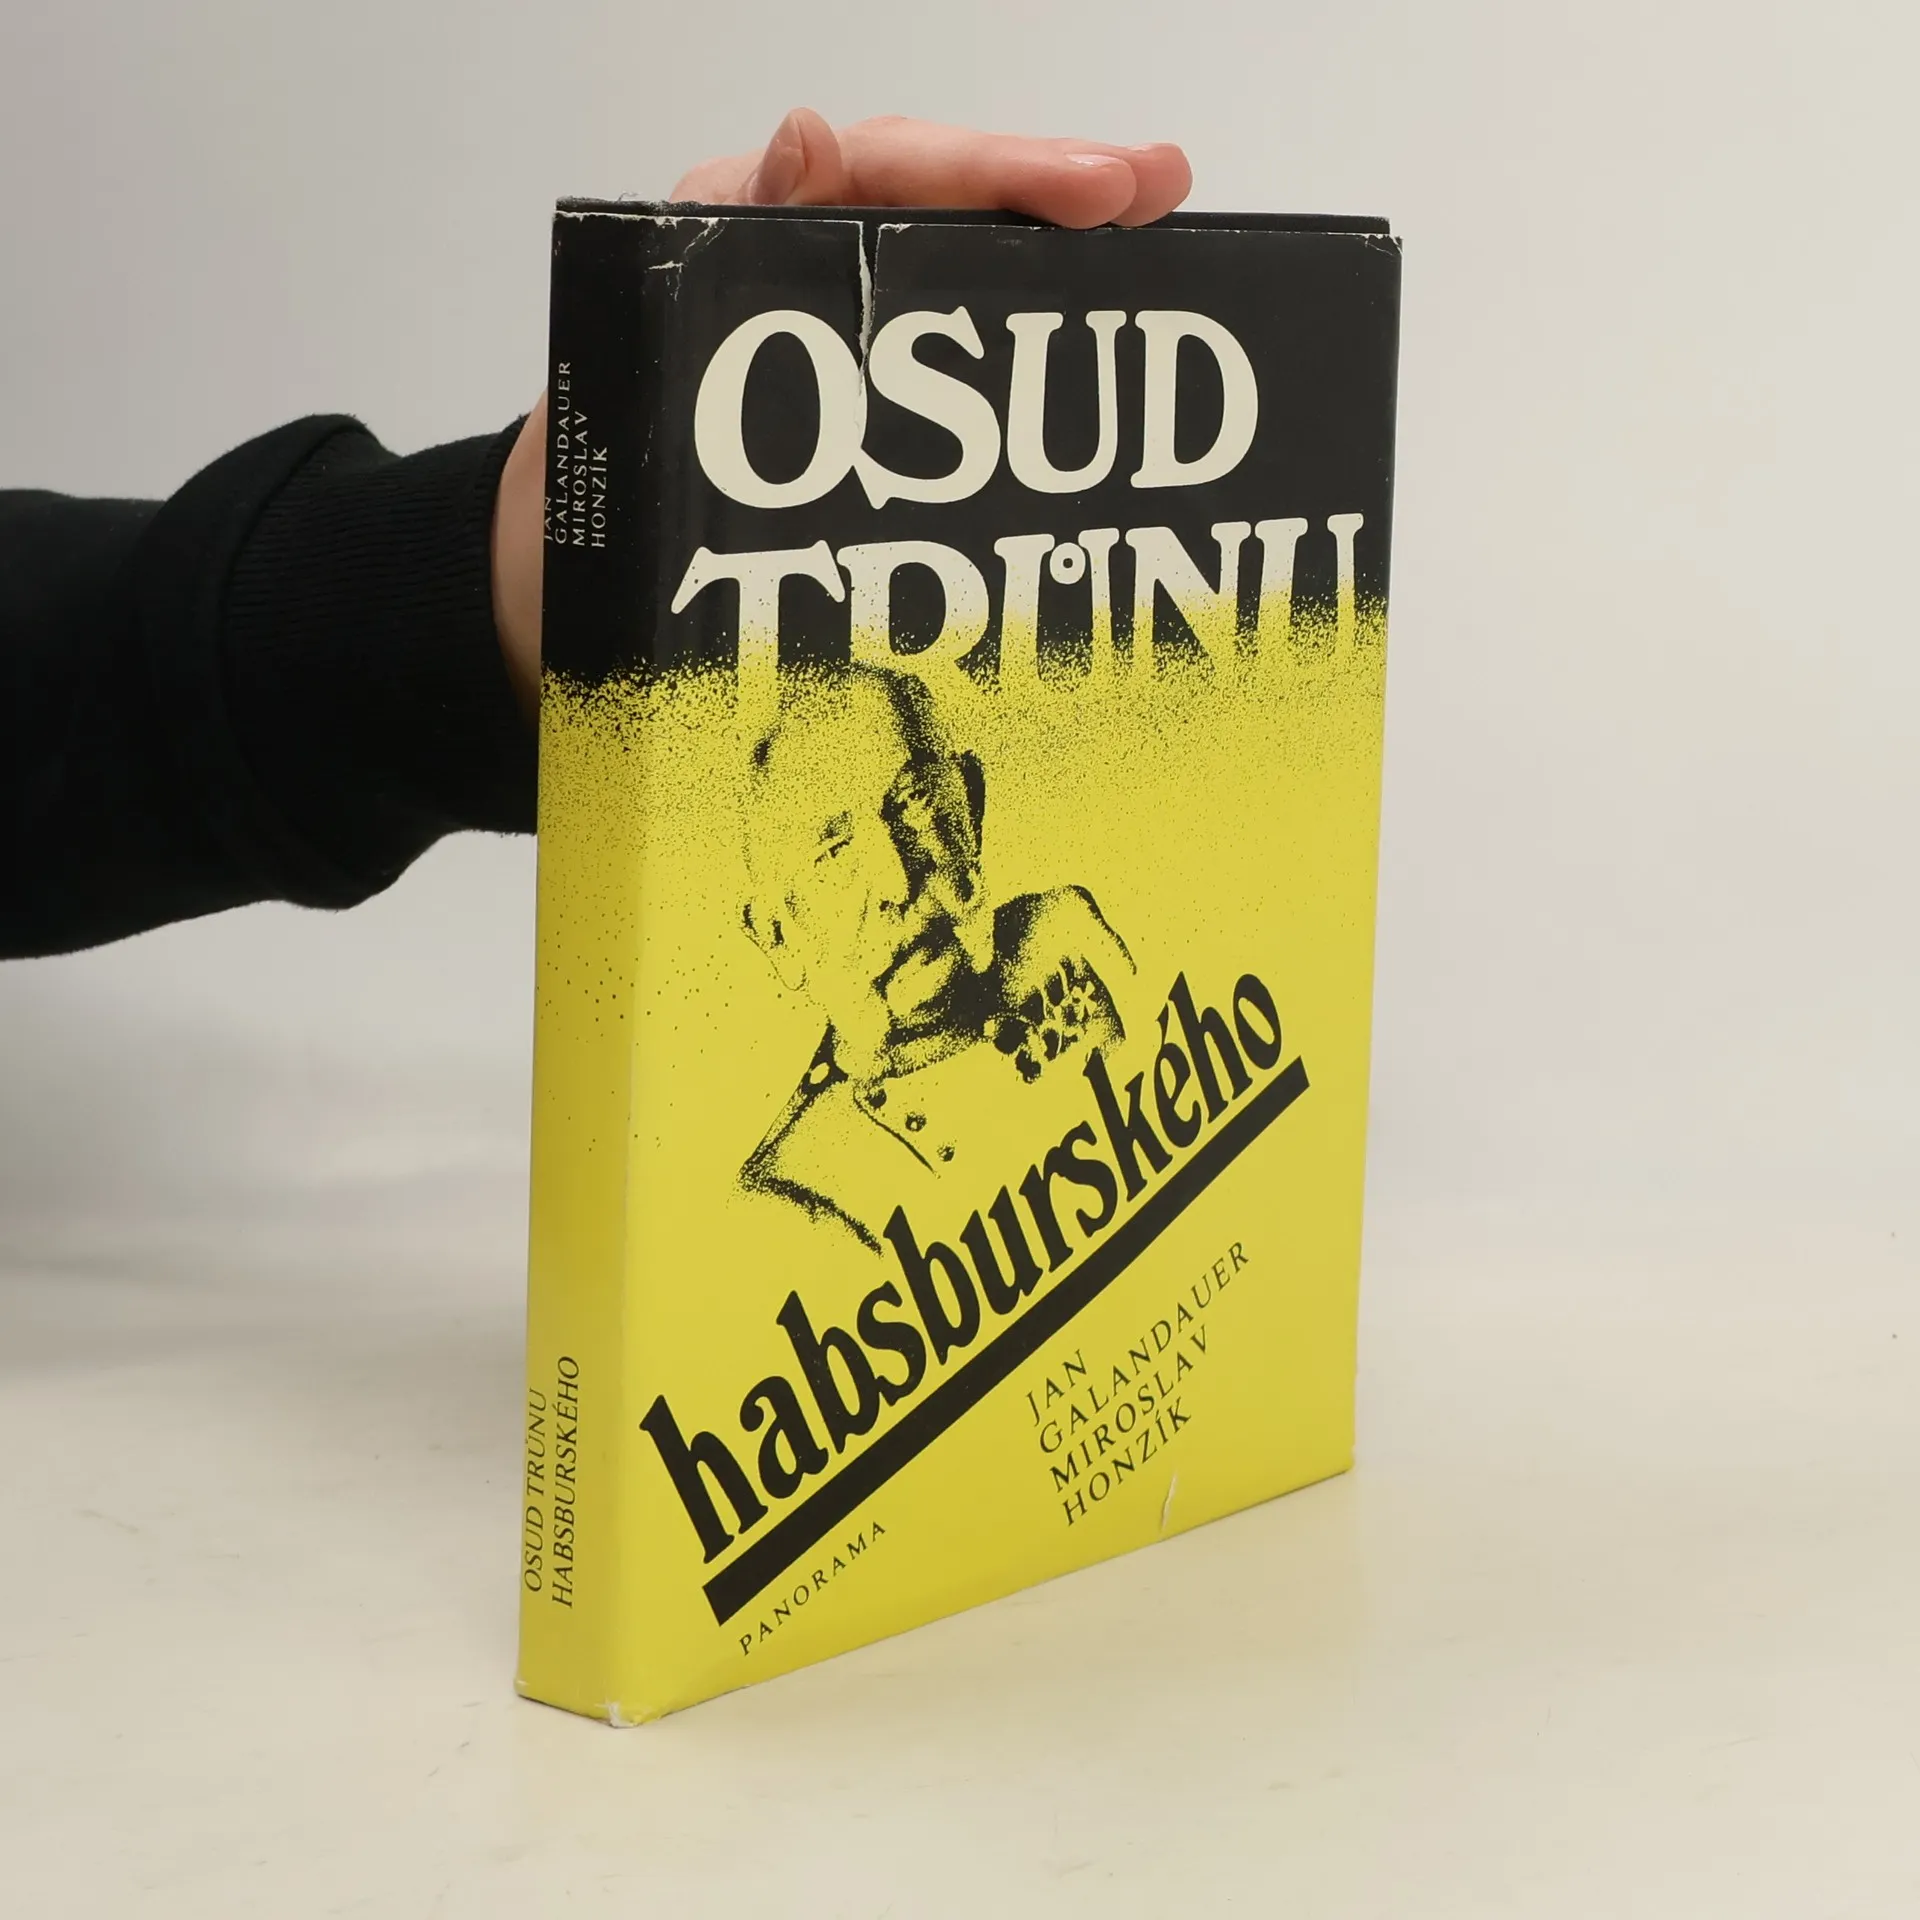 OSUD
TRŮNU
habsburského
JAN
GALANDAUER
MIROSLAV
HONZÍK
PANORAMA
JAN
GALANDAUER
MIROSLAV
HONZÍK
OSUD TRŮNU
HABSBURSKÉHO